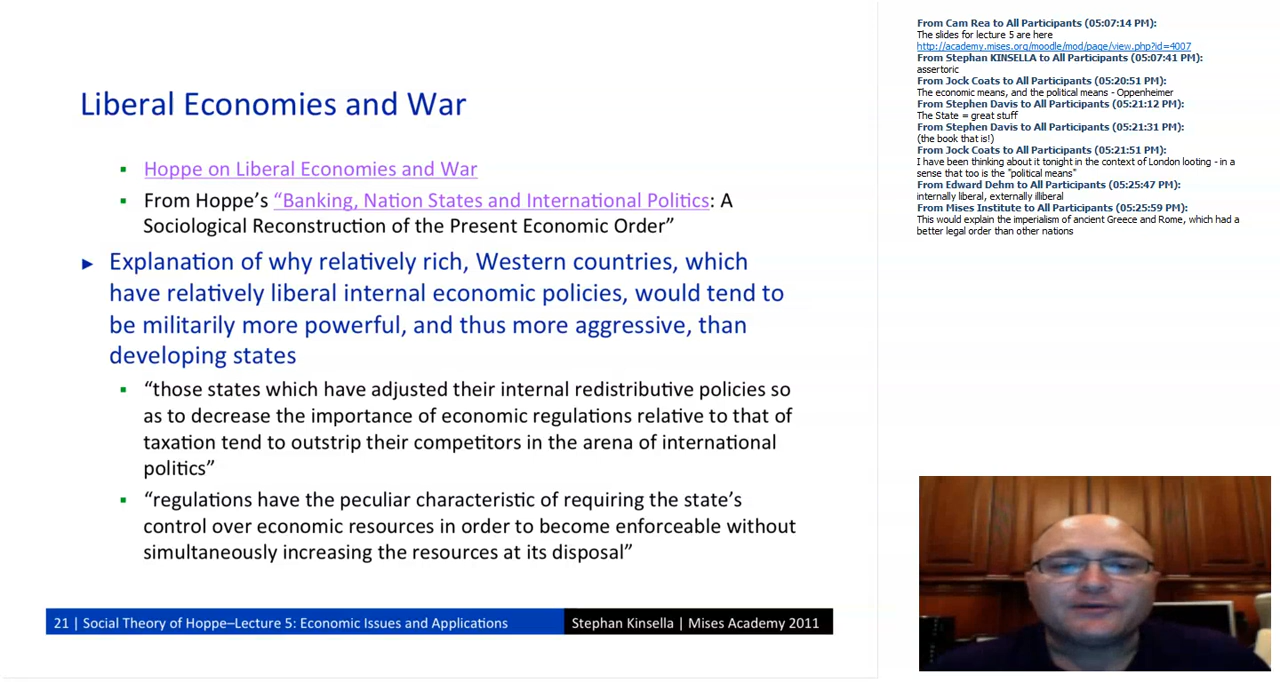 Liberal Economies and War
Hoppe on Liberal Economies and War
From Hoppe's "Banking, Nation States and International Politics: A
Sociological Reconstruction of the Present Economic Order"
Explanation of why relatively rich, Western countries, which
have relatively liberal internal economic policies, would tend to
be militarily more powerful, and thus more aggressive, than
developing states
"those states which have adjusted their internal redistributive policies so
as to decrease the importance of economic regulations relative to that of
taxation tend to outstrip their competitors in the arena of international
politics"
"regulations have the peculiar characteristic of requiring the state's
control over economic resources in order to become enforceable without
simultaneously increasing the resources at its disposal"
21 | Social Theory of Hoppe–Lecture 5: Economic Issues and Applications
Stephan Kinsella | Mises Academy 2011
From Cam Rea to All Participants (05:07:14 PM):
The slides for lecture 5 are here
http://academy.mises.org/moodle/mod/page/view.php?id=4007
From Stephan KINSELLA to All Participants (05:07:41 PM):
assertoric
From Jock Coats to All Participants (05:20:51 PM):
The economic means, and the political means - Oppenheimer
From Stephen Davis to All Participants (05:21:12 PM):
The State = great stuff
From Stephen Davis to All Participants (05:21:31 PM):
(the book that is!)
From Jock Coats to All Participants (05:21:51 PM):
I have been thinking about it tonight in the context of London looting - in a
sense that too is the "political means"
From Edward Dehm to All Participants (05:25:47 PM):
internally liberal, externally illiberal
From Mises Institute to All Participants (05:25:59 PM):
This would explain the imperialism of ancient Greece and Rome, which had a
better legal order than other nations